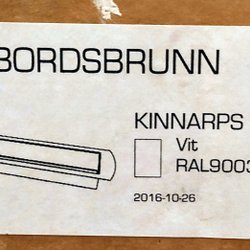 BORDSBRUNN
KINNARPS
Vit
RAL9003
2016-10-26